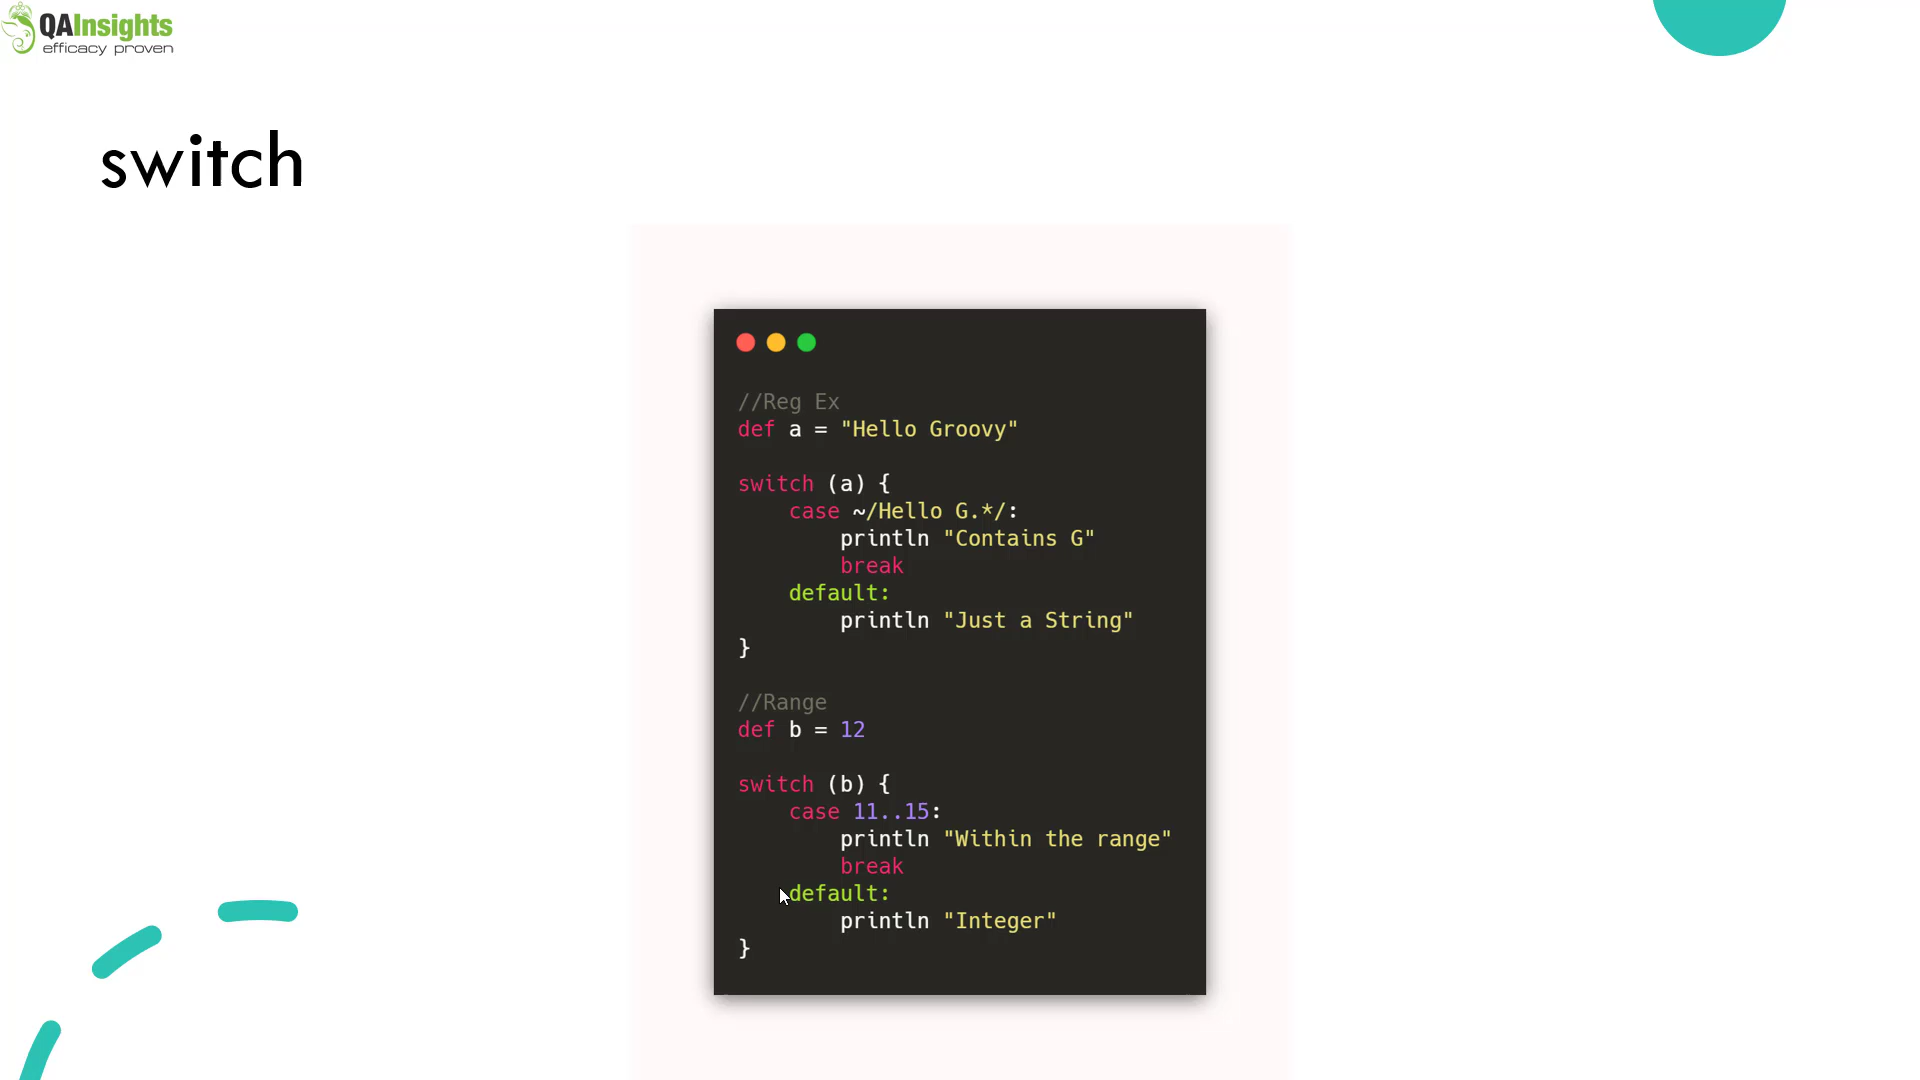 QAInsights
efficacy proven
switch
//Reg Ex
def a = "Hello Groovy"
switch (a) {
    case ~/Hello G.*/:
        println "Contains G"
        break
    default:
        println "Just a String"
}
//Range
def b = 12
switch (b) {
    case 11..15:
        println "Within the range"
        break
    default:
        println "Integer"
}